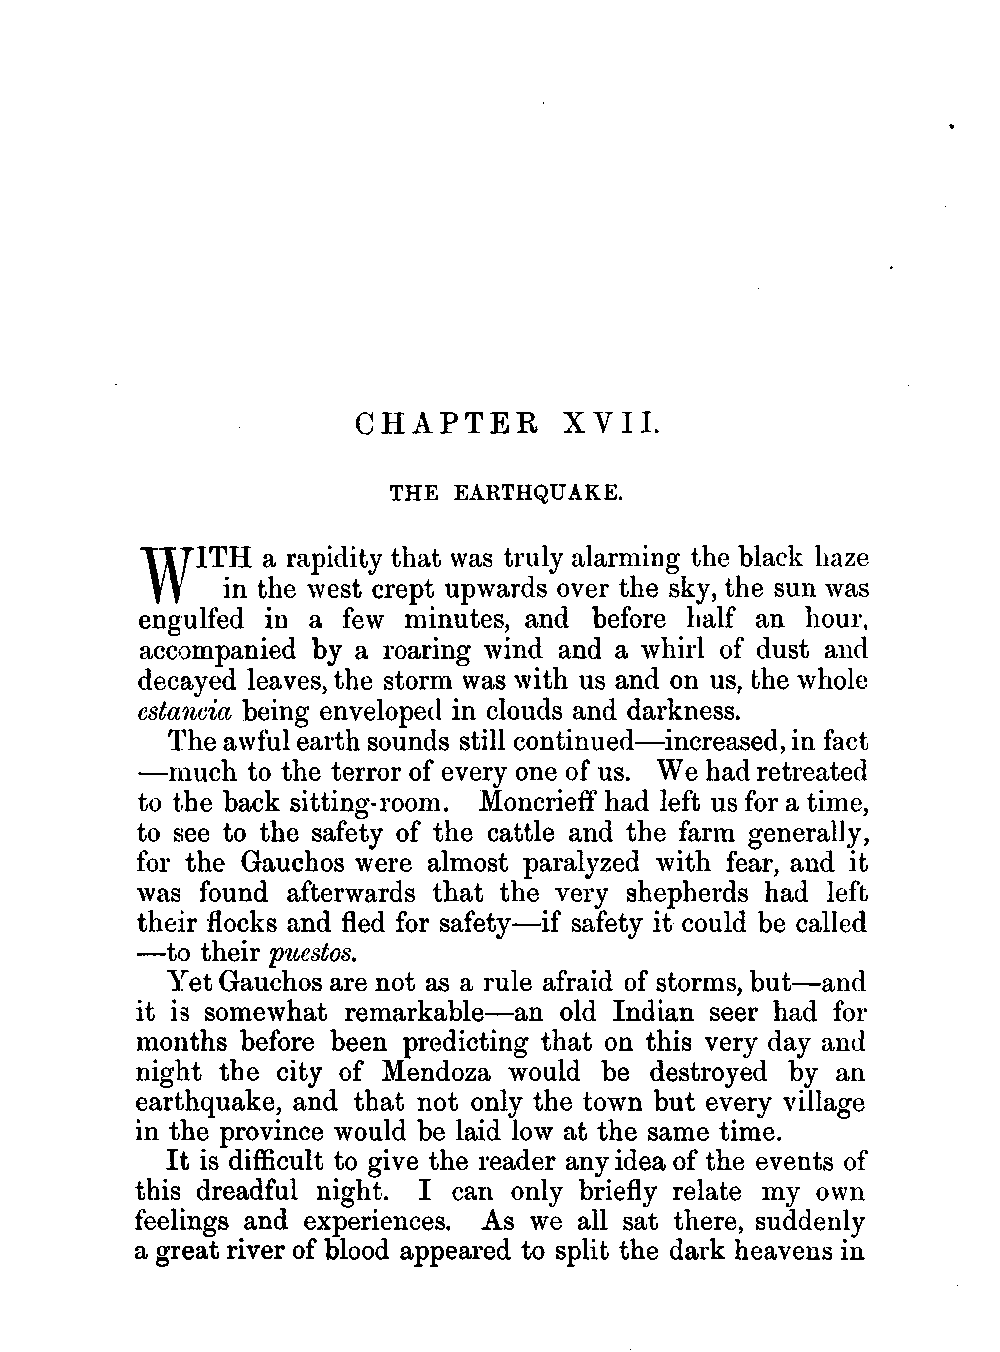 CHAPTER XVII.
THE EARTHQUAKE.
WITH a rapidity that was truly alarming the black haze
in the west crept upwards over the sky, the sun was
engulfed in a few minutes, and before half an hour,
accompanied by a roaring wind and a whirl of dust and
decayed leaves, the storm was with us and on us, the whole
estancia being enveloped in clouds and darkness.
The awful earth sounds still continued—increased, in fact
—much to the terror of every one of us. We had retreated
to the back sitting-room. Moncrieff had left us for a time,
to see to the safety of the cattle and the farm generally,
for the Gauchos were almost paralyzed with fear, and it
was found afterwards that the very shepherds had left
their flocks and fled for safety—if safety it could be called
—to their puestos.
Yet Gauchos are not as a rule afraid of storms, but—and
it is somewhat remarkable—an old Indian seer had for
months before been predicting that on this very day and
night the city of Mendoza would be destroyed by an
earthquake, and that not only the town but every village
in the province would be laid low at the same time.
It is difficult to give the reader any idea of the events of
this dreadful night. I can only briefly relate my own
feelings and experiences. As we all sat there, suddenly
a great river of blood appeared to split the dark heavens in